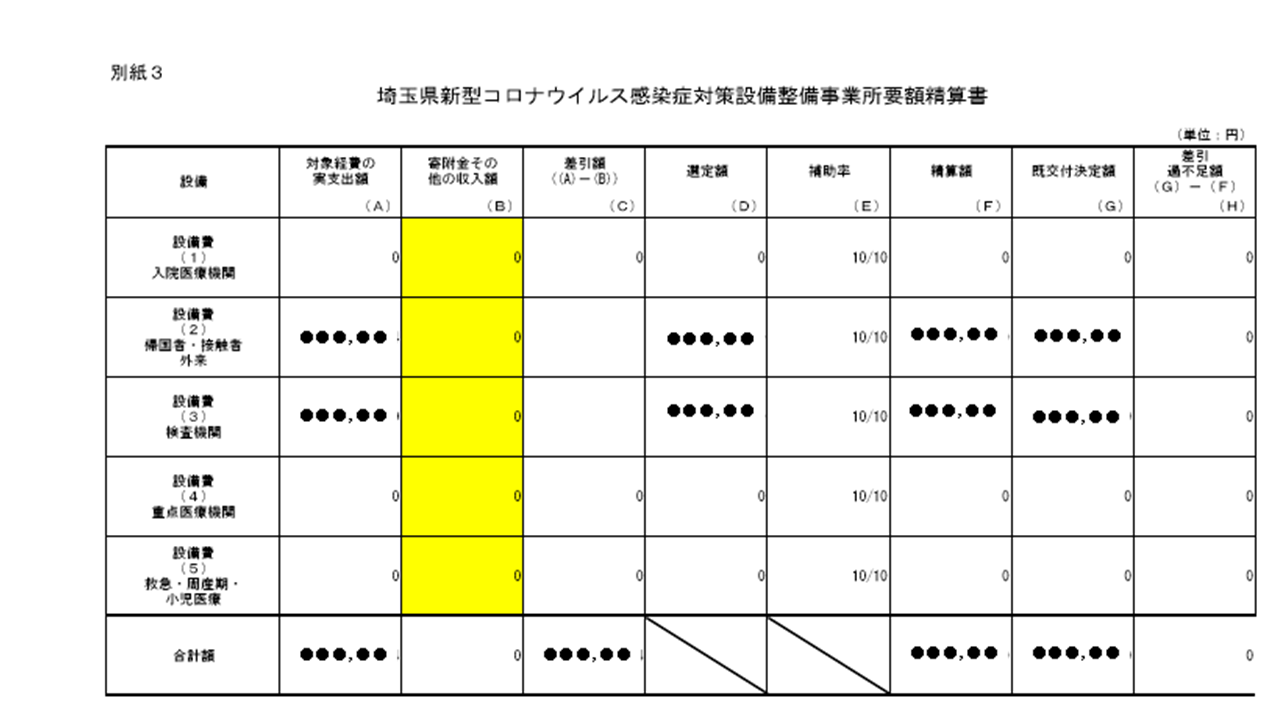 別紙３
埼玉県新型コロナウイルス感染症対策設備整備事業所要額精算書
（単位：円）
設備
対象経費の
実支出額
（Ａ）
寄附金その
他の収入額
（Ｂ）
差引額
（(A)－(B)）
（Ｃ）
選定額
（Ｄ）
補助率
（Ｅ）
精算額
（Ｆ）
既交付決定額
（Ｇ）
差引
過不足額
（Ｇ）－（Ｆ）
（Ｈ）
設備費
（１）
入院医療機関
0 0 0 0 10/10 0 0 0
設備費
（２）
帰国者・接触者
外来
●●●,●● 0 ●●●,●● 10/10 ●●●,●● ●●●,●● 0
設備費
（３）
検査機関
●●●,●● 0 ●●●,●● 10/10 ●●●,●● ●●●,●● 0
設備費
（４）
重点医療機関
0 0 0 0 10/10 0 0 0
設備費
（５）
救急・周産期・
小児医療
0 0 0 0 10/10 0 0 0
合計額
●●●,●● 0 ●●●,●● ●●●,●● ●●●,●● 0